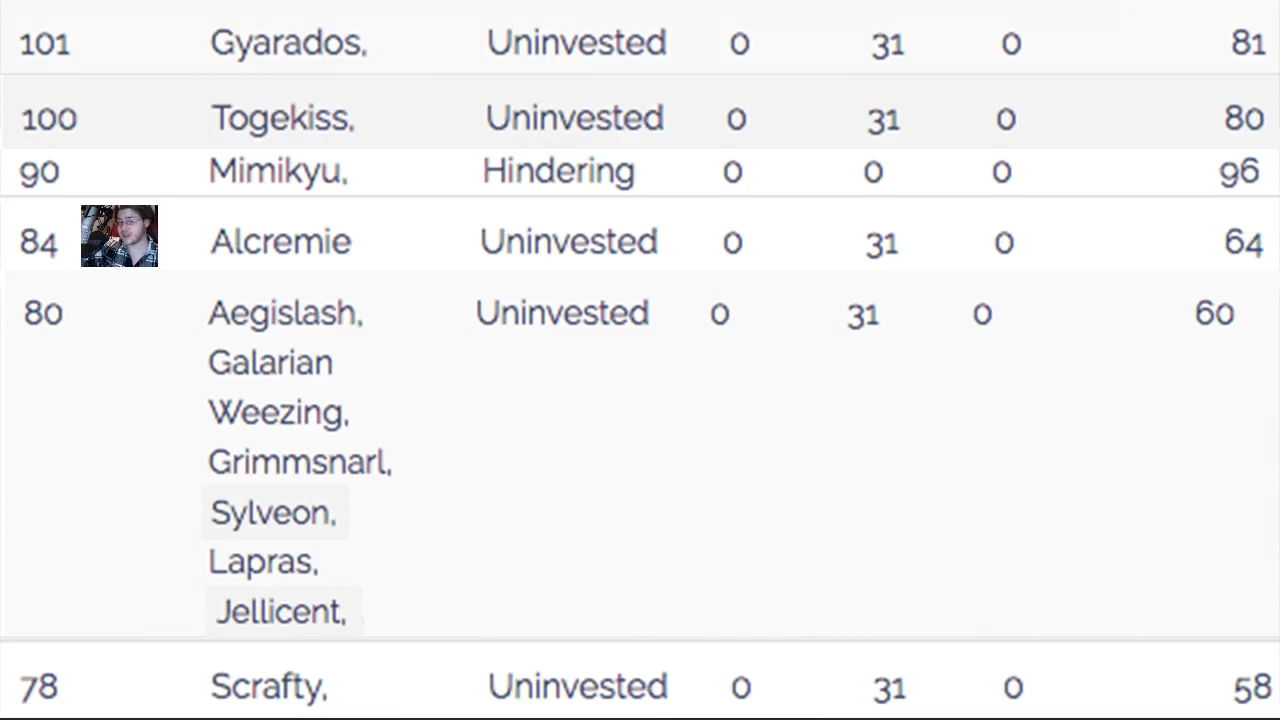 101 Gyarados, Uninvested 0 31 0 81
100 Togekiss, Uninvested 0 31 0 80
90 Mimikyu, Hindering 0 0 0 96
84 Alcremie Uninvested 0 31 0 64
80 Aegislash, Uninvested 0 31 0 60
Galarian
Weezing,
Grimmsnarl,
Sylveon,
Lapras,
Jellicent,
78 Scrafty, Uninvested 0 31 0 58